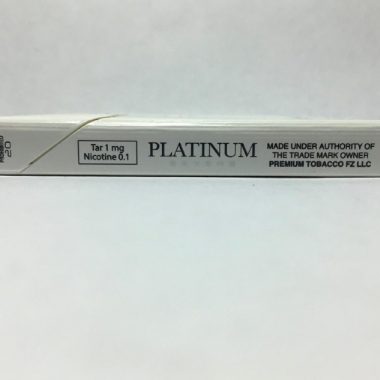 20
Tar 1 mg
Nicotine 0.1
PLATINUM
MADE UNDER AUTHORITY OF
THE TRADE MARK OWNER
PREMIUM TOBACCO FZ LLC